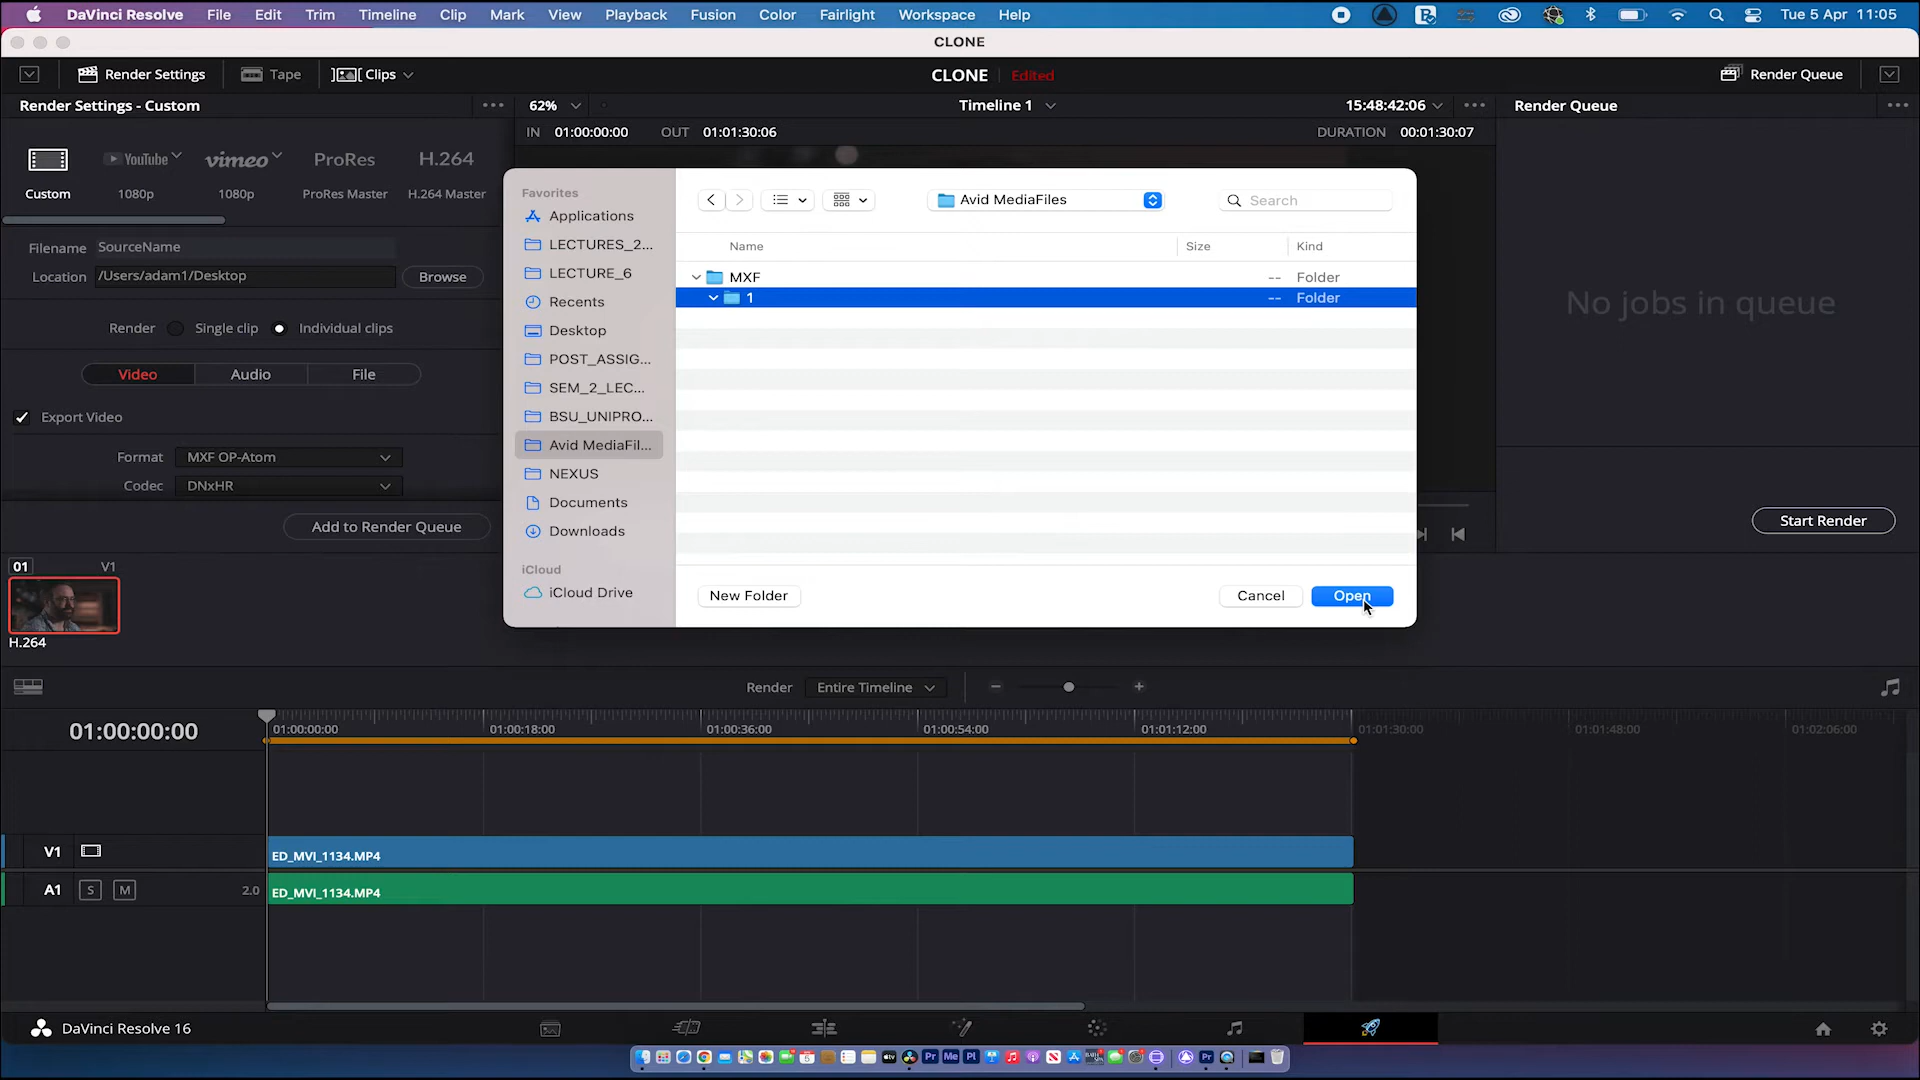 DaVinci Resolve File Edit Trim Timeline Clip Mark View Playback Fusion Color Fairlight Workspace Help Tue 5 Apr 11:05
CLONE
Render Settings Tape Clips CLONE Edited Render Queue
Render Settings - Custom 62% Timeline 1 15:48:42:06 Render Queue
IN 01:00:00:00 OUT 01:01:30:06 DURATION 00:01:30:07
YouTube vimeo ProRes H.264
Custom 1080p 1080p ProRes Master H.264 Master
Filename SourceName
Location /Users/adam1/Desktop Browse
Render Single clip Individual clips
Video Audio File
Export Video
Format MXF OP-Atom
Codec DNxHR
Add to Render Queue
Favorites
Applications
LECTURES_2...
LECTURE_6
Recents
Desktop
POST_ASSIG...
SEM_2_LEC...
BSU_UNIPRO...
Avid MediaFil...
NEXUS
Documents
Downloads
iCloud
iCloud Drive
Avid MediaFiles Search
Name Size Kind
MXF -- Folder
1 -- Folder
New Folder Cancel Open
No jobs in queue
Start Render
01 V1
H.264
Render Entire Timeline
01:00:00:00 01:00:00:00 01:00:18:00 01:00:36:00 01:00:54:00 01:01:12:00 01:01:30:00 01:01:48:00 01:02:06:00
V1 ED_MVI_1134.MP4
A1 S M 2.0 ED_MVI_1134.MP4
DaVinci Resolve 16
Pr Me Pl Pr